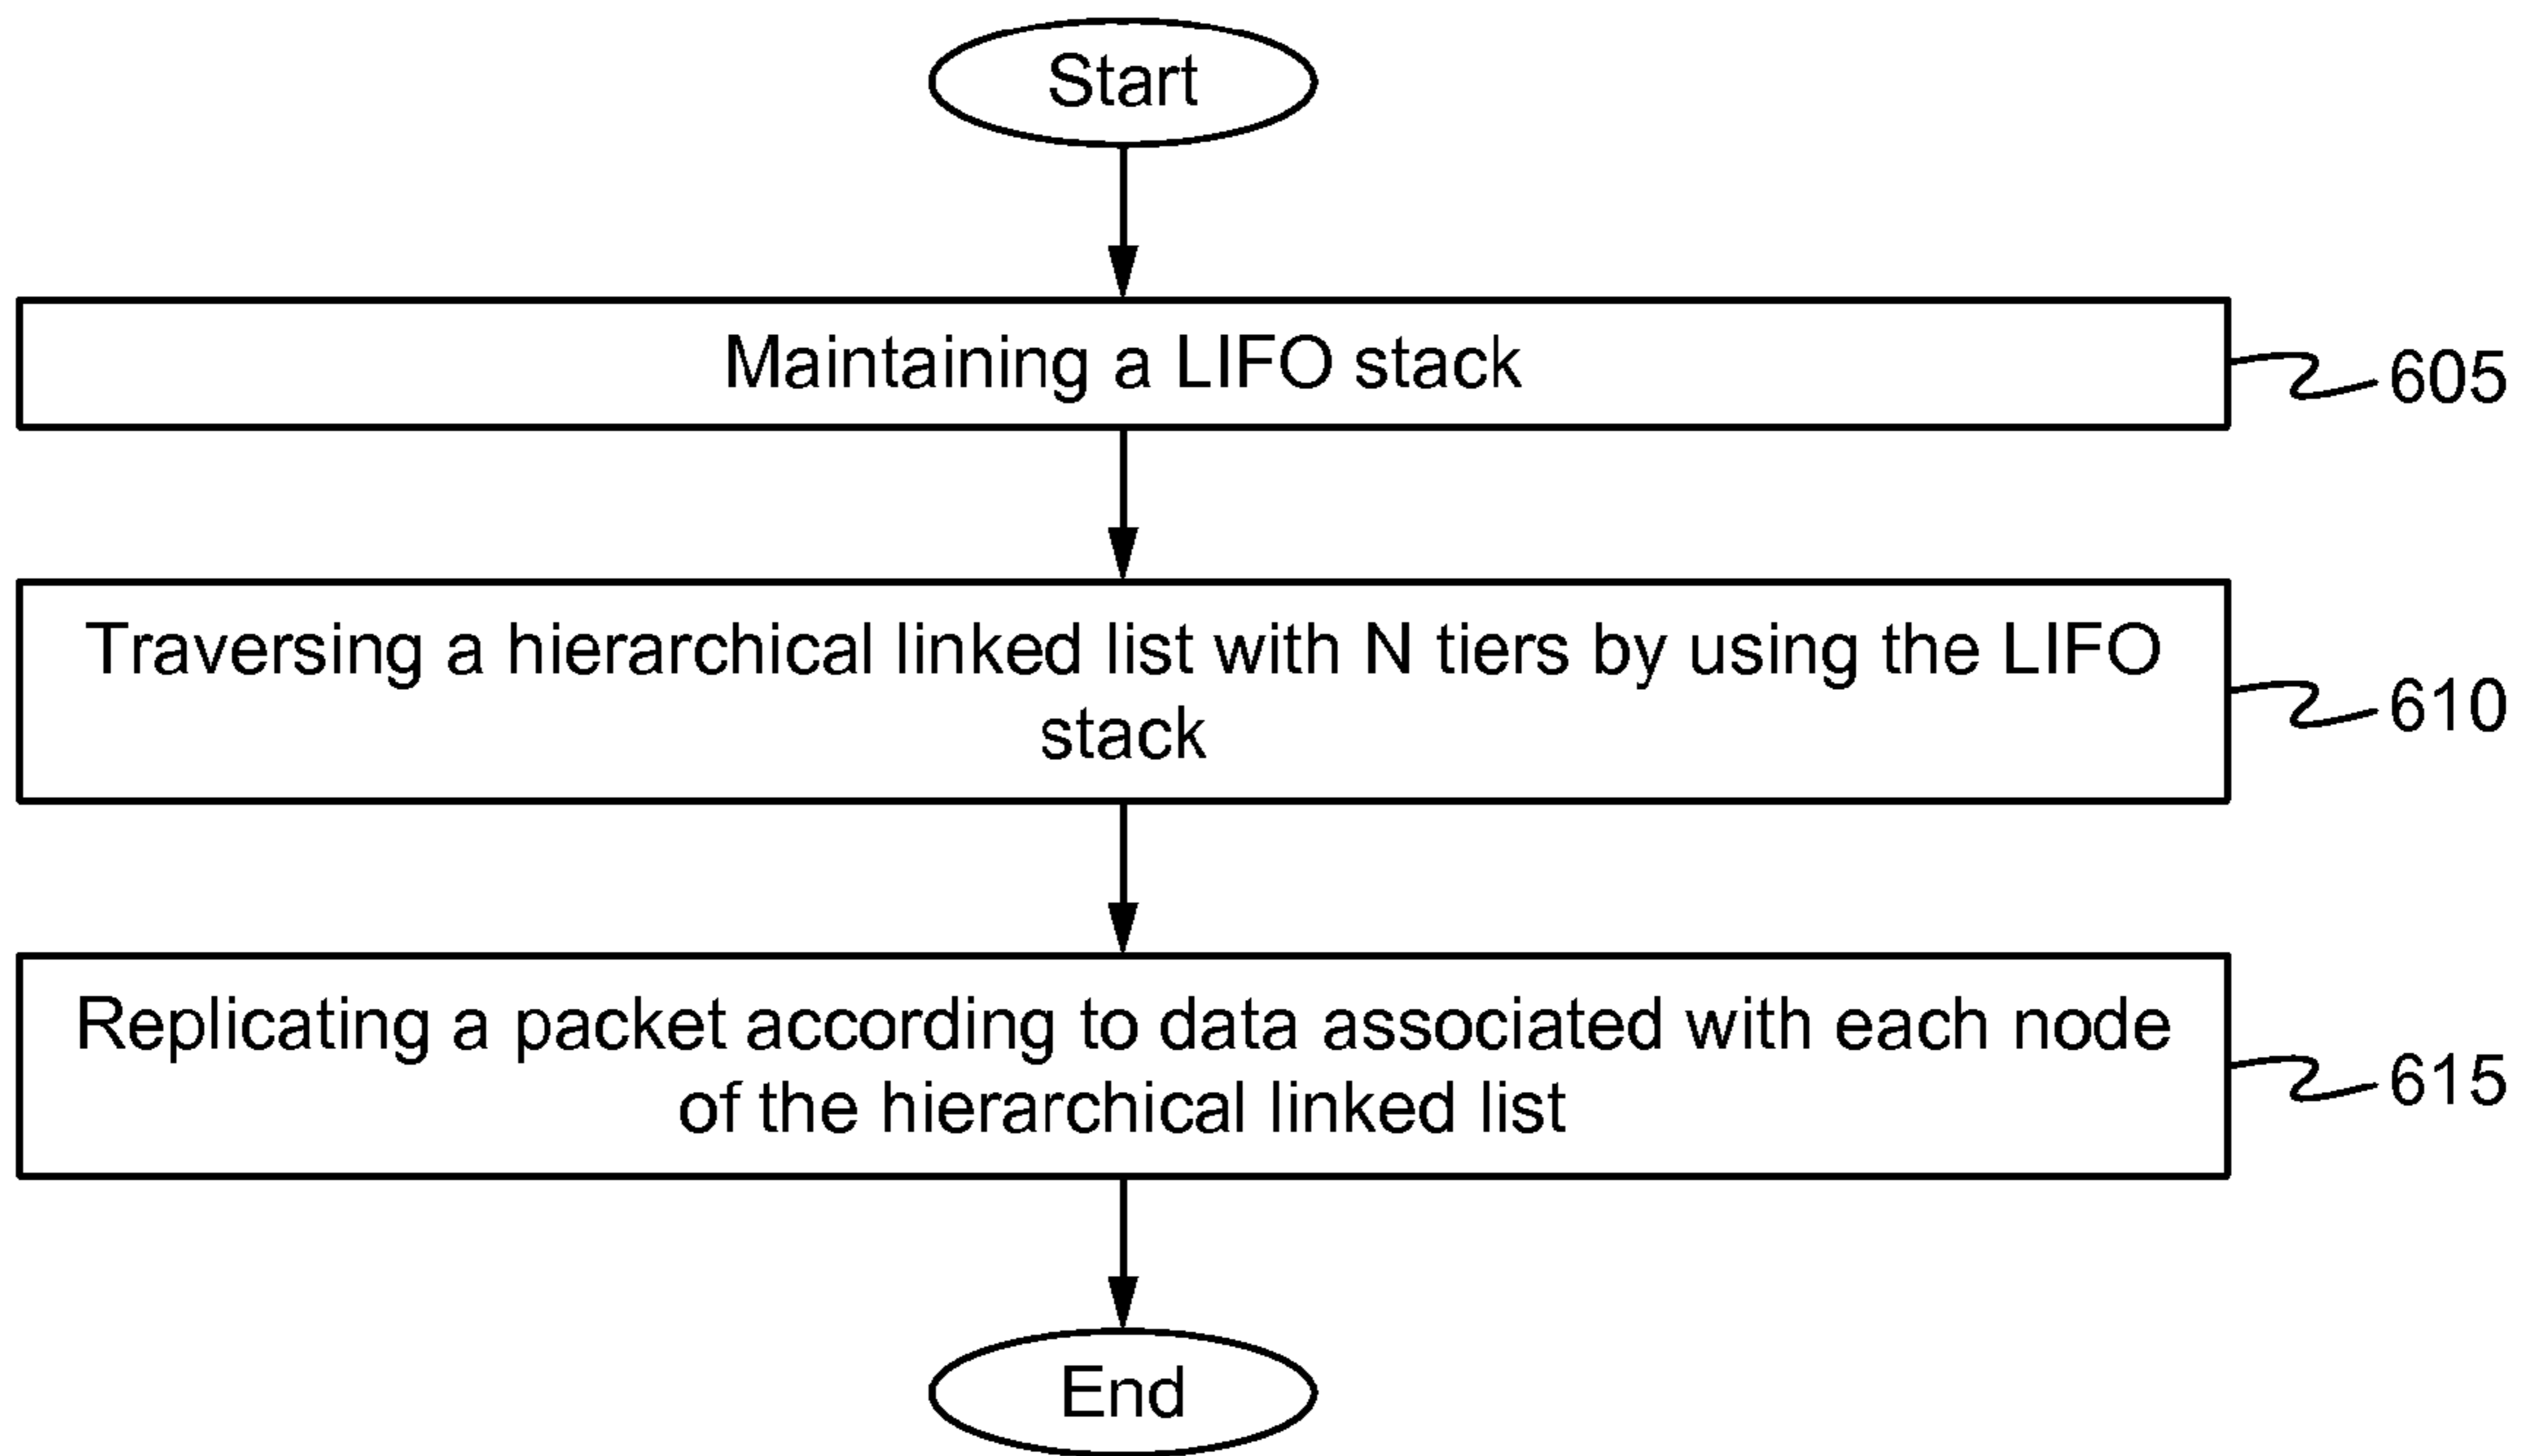 Start
Maintaining a LIFO stack
605
Traversing a hierarchical linked list with N tiers by using the LIFO
stack
610
Replicating a packet according to data associated with each node
of the hierarchical linked list
615
End